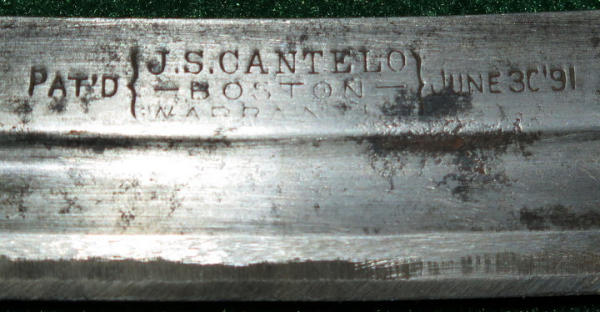 PAT'D { J.S.CANTELO } JUNE 30 '91
—BOSTON—